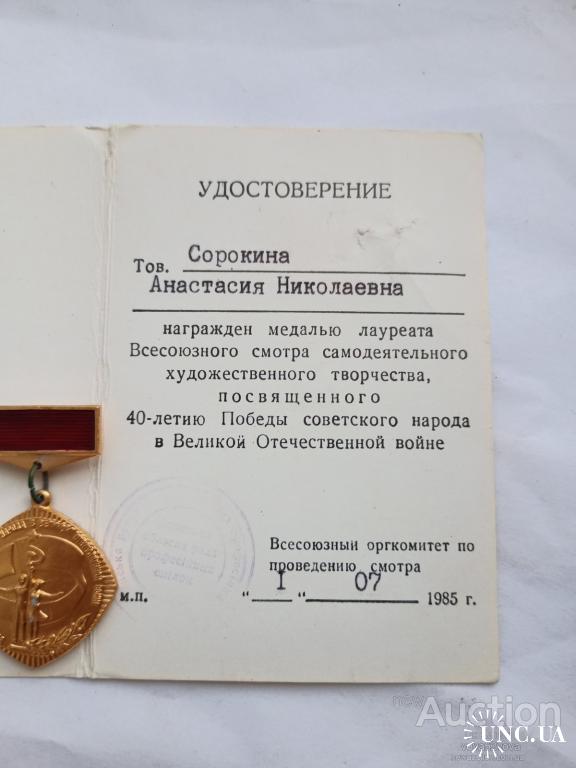 УДОСТОВЕРЕНИЕ
Тов. Сорокина
Анастасия Николаевна
награжден медалью лауреата
Всесоюзного смотра самодеятельного
художественного творчества,
посвященного
40-летию Победы советского народа
в Великой Отечественной войне
Всесоюзный оргкомитет по
проведению смотра
м.п. “ I “ 07 1985 г.
Auction
UNC.UA